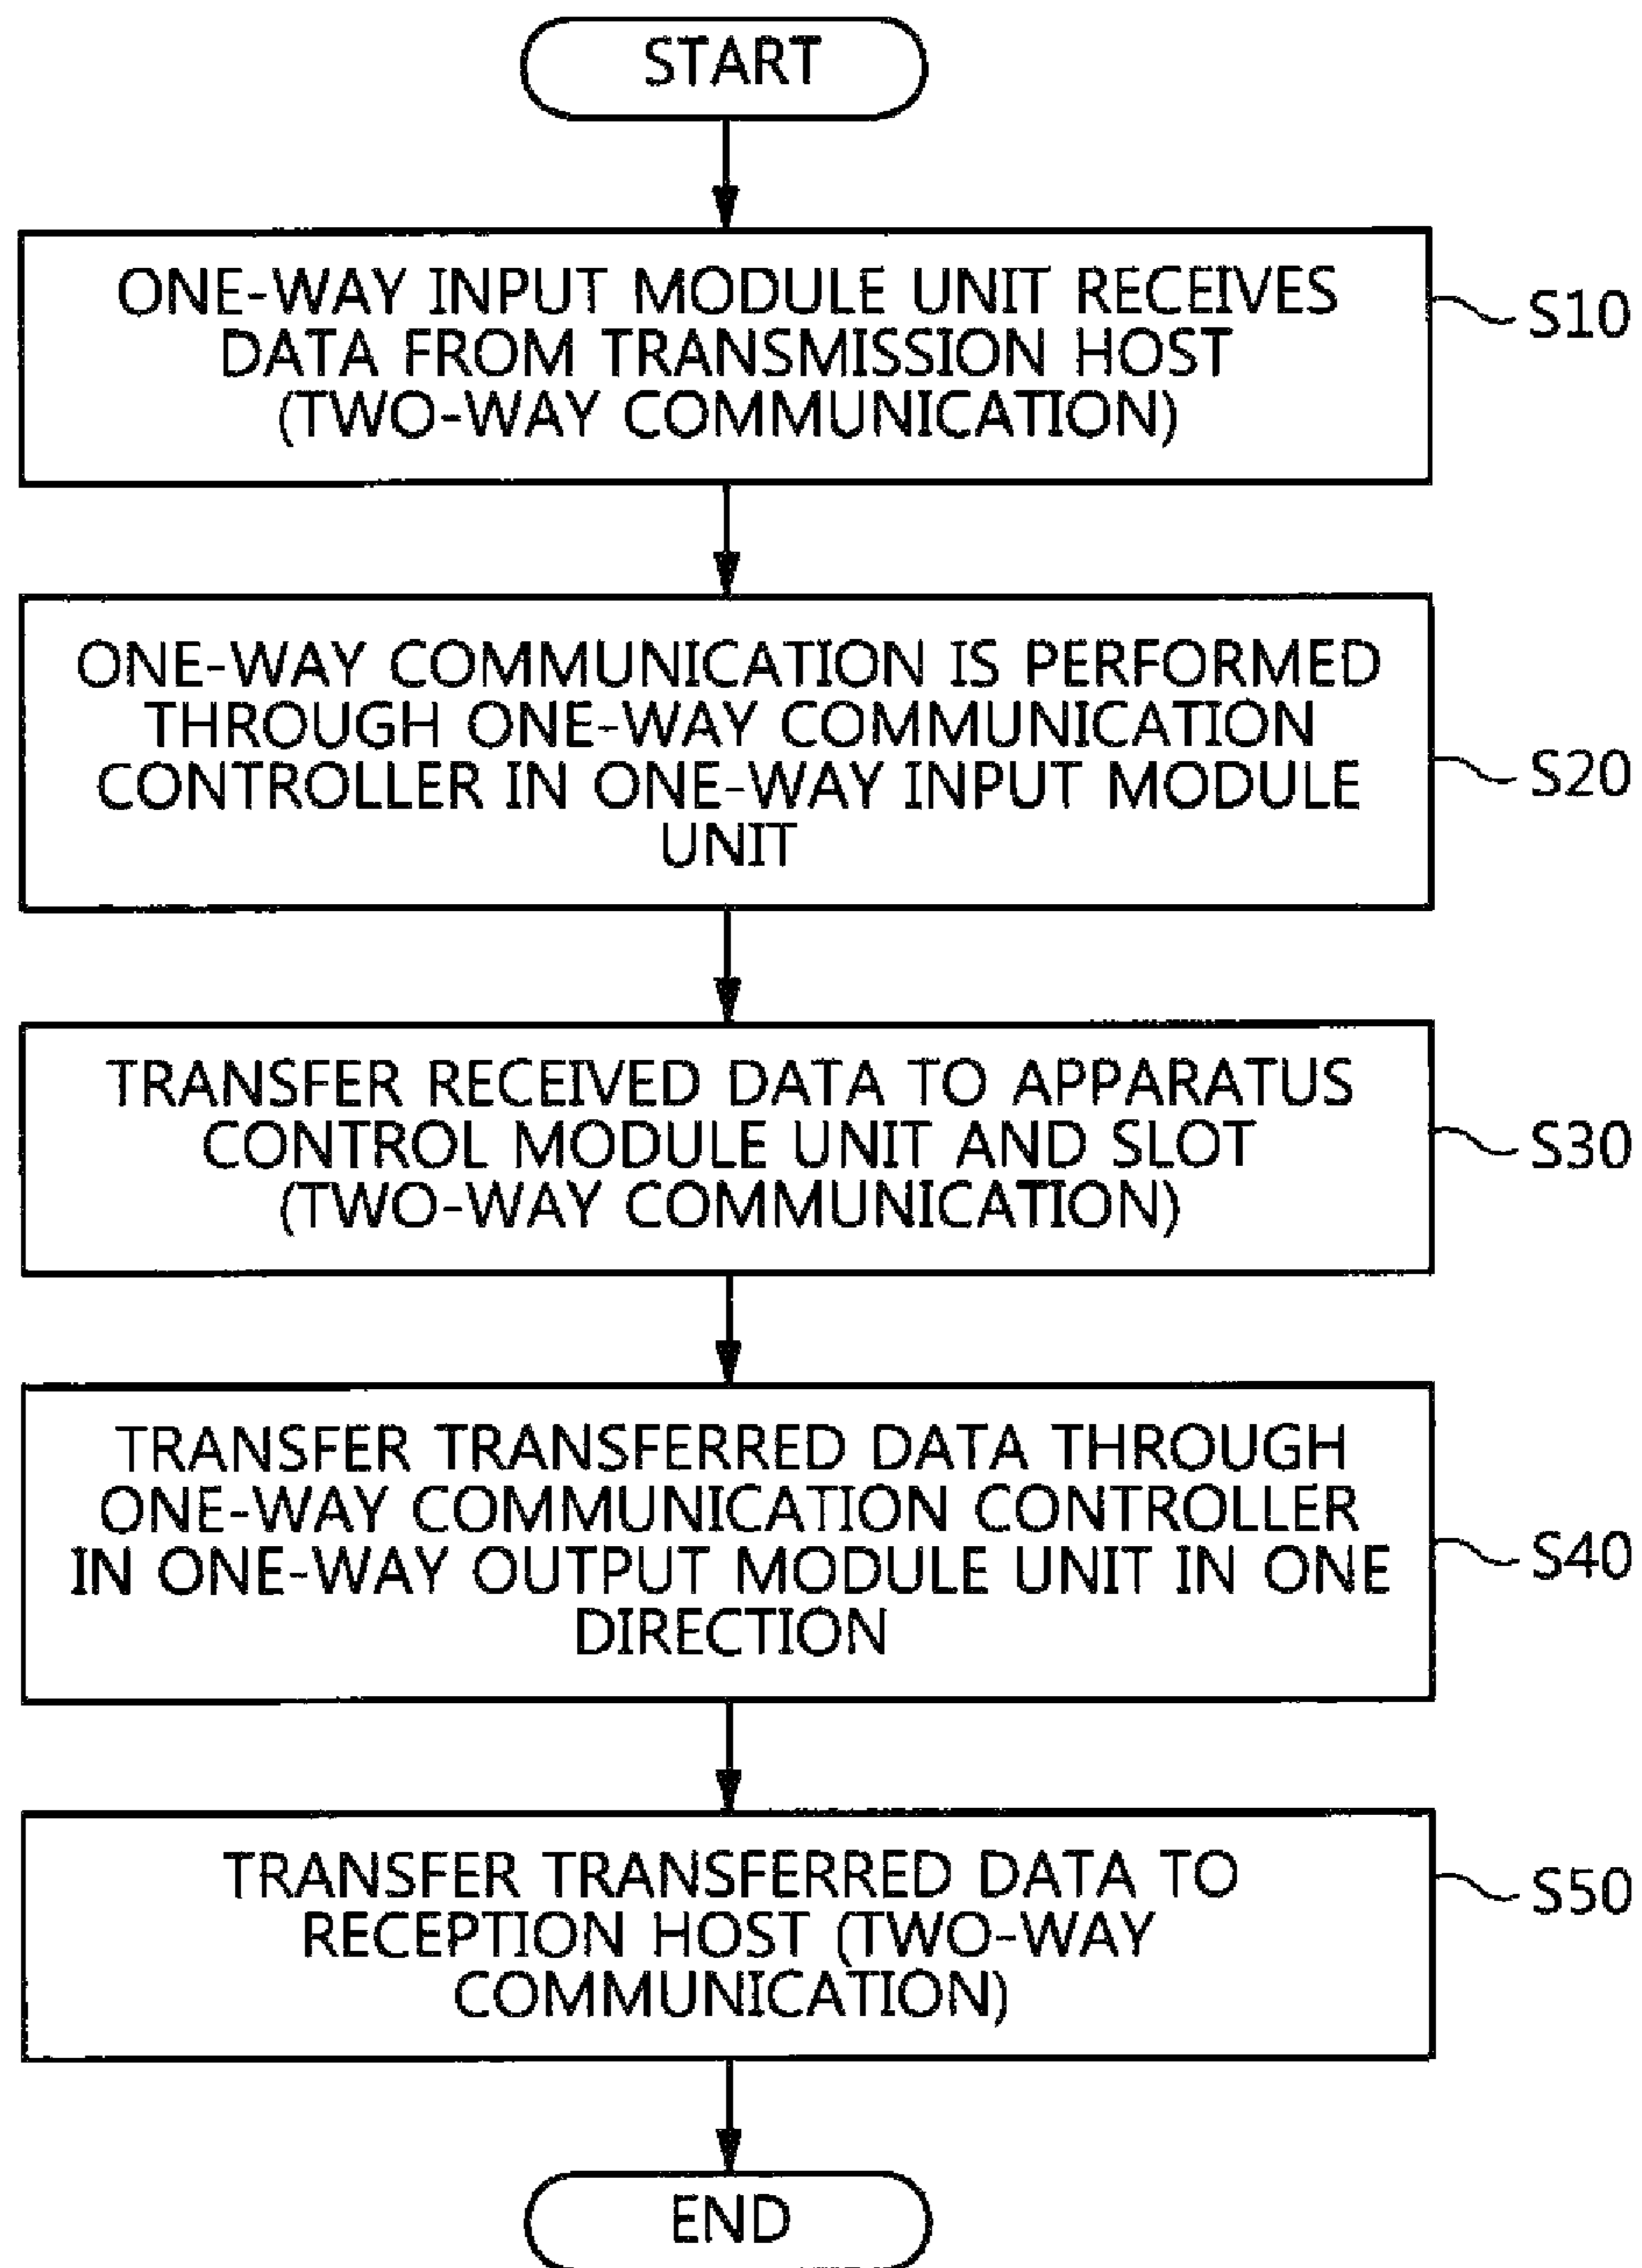 START
ONE-WAY INPUT MODULE UNIT RECEIVES
DATA FROM TRANSMISSION HOST
(TWO-WAY COMMUNICATION)
S10
ONE-WAY COMMUNICATION IS PERFORMED
THROUGH ONE-WAY COMMUNICATION
CONTROLLER IN ONE-WAY INPUT MODULE
UNIT
S20
TRANSFER RECEIVED DATA TO APPARATUS
CONTROL MODULE UNIT AND SLOT
(TWO-WAY COMMUNICATION)
S30
TRANSFER TRANSFERRED DATA THROUGH
ONE-WAY COMMUNICATION CONTROLLER
IN ONE-WAY OUTPUT MODULE UNIT IN ONE
DIRECTION
S40
TRANSFER TRANSFERRED DATA TO
RECEPTION HOST (TWO-WAY
COMMUNICATION)
S50
END